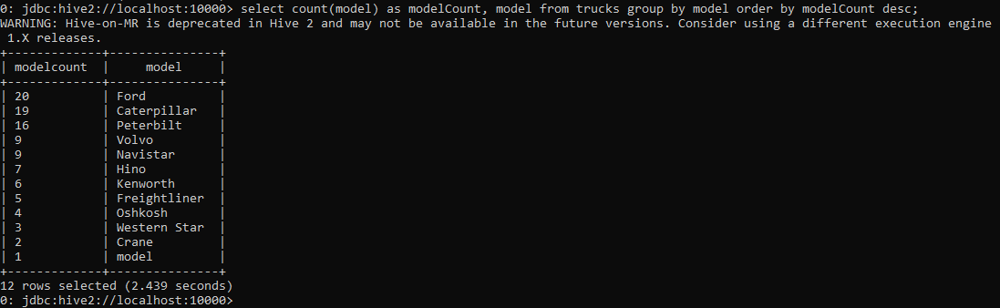 0: jdbc:hive2://localhost:10000> select count(model) as modelCount, model from trucks group by model order by modelCount desc;
WARNING: Hive-on-MR is deprecated in Hive 2 and may not be available in the future versions. Consider using a different execution engine
 1.X releases.
+-------------+---------------+
| modelcount  |     model     |
+-------------+---------------+
| 20          | Ford          |
| 19          | Caterpillar   |
| 16          | Peterbilt     |
| 9           | Volvo         |
| 9           | Navistar      |
| 7           | Hino          |
| 6           | Kenworth      |
| 5           | Freightliner  |
| 4           | Oshkosh       |
| 3           | Western Star  |
| 2           | Crane         |
| 1           | model         |
+-------------+---------------+
12 rows selected (2.439 seconds)
0: jdbc:hive2://localhost:10000>